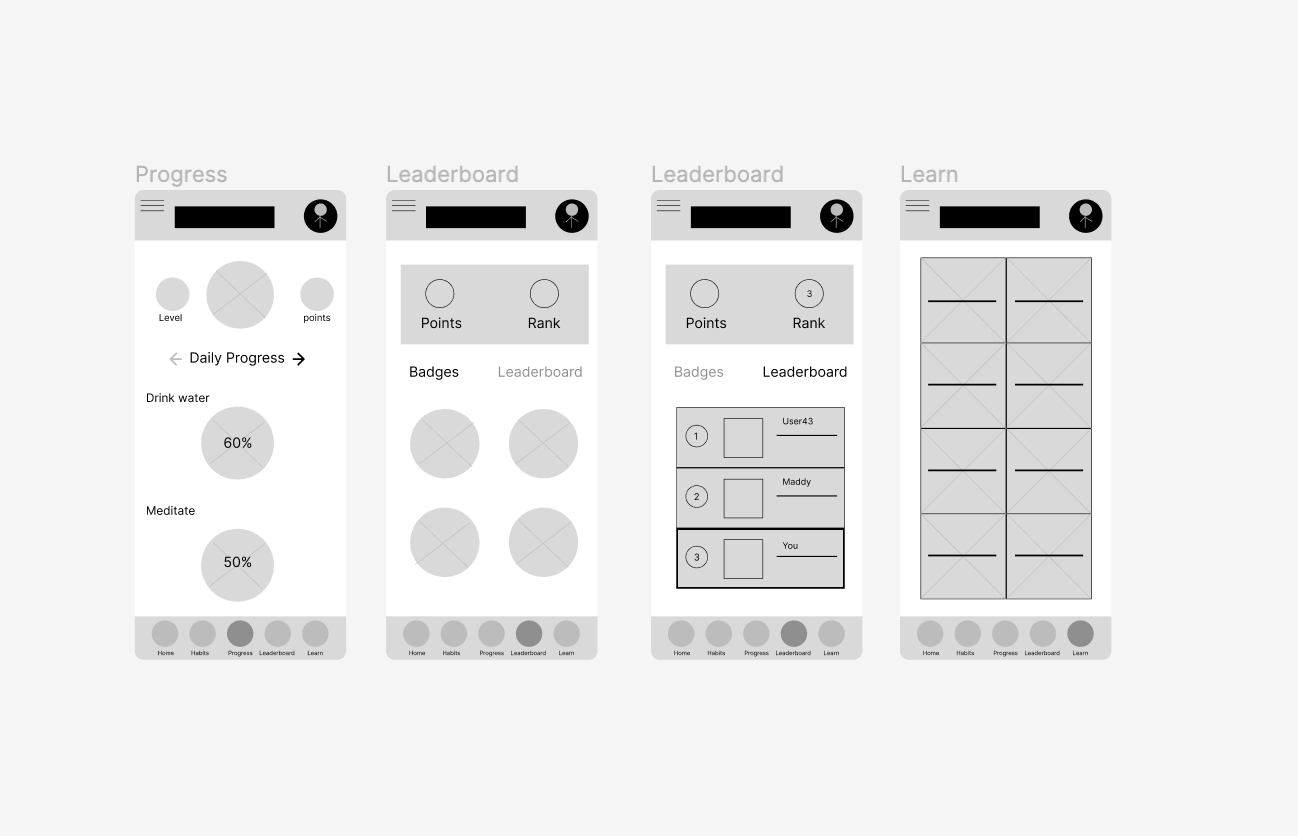 Progress
Level
points
Daily Progress
Drink water
60%
Meditate
50%
Home Habits Progress Leaderboard Learn
Leaderboard
Points Rank
Badges Leaderboard
Home Habits Progress Leaderboard Learn
Leaderboard
3
Points Rank
Badges Leaderboard
1 User43
2 Maddy
3 You
Home Habits Progress Leaderboard Learn
Learn
Home Habits Progress Leaderboard Learn